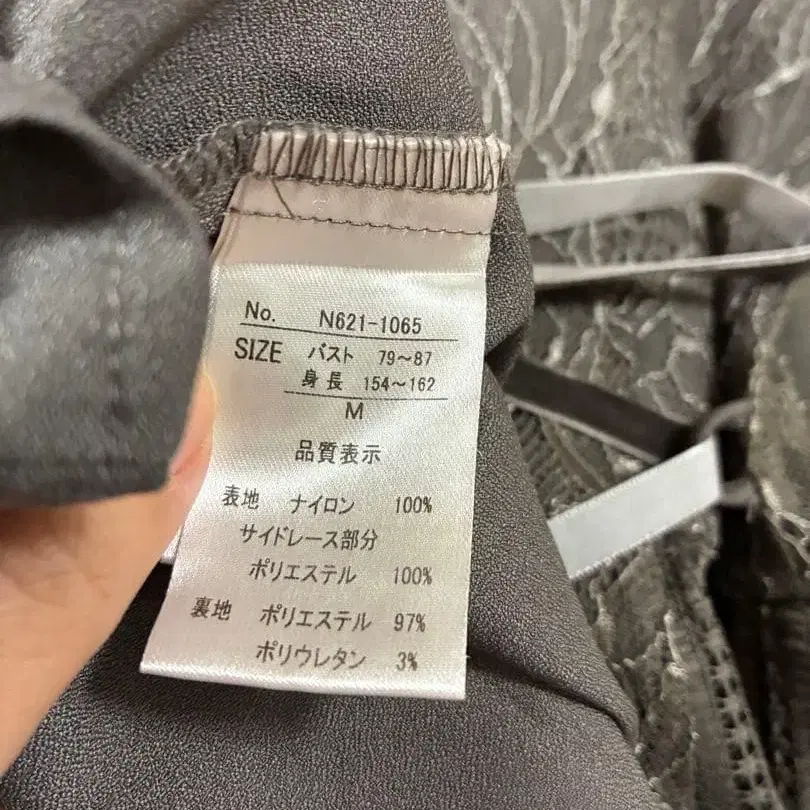 No. N621-1065
SIZE バスト 79～87
身長 154～162
M
品質表示
表地 ナイロン 100%
サイドレース部分
ポリエステル 100%
裏地 ポリエステル 97%
ポリウレタン 3%